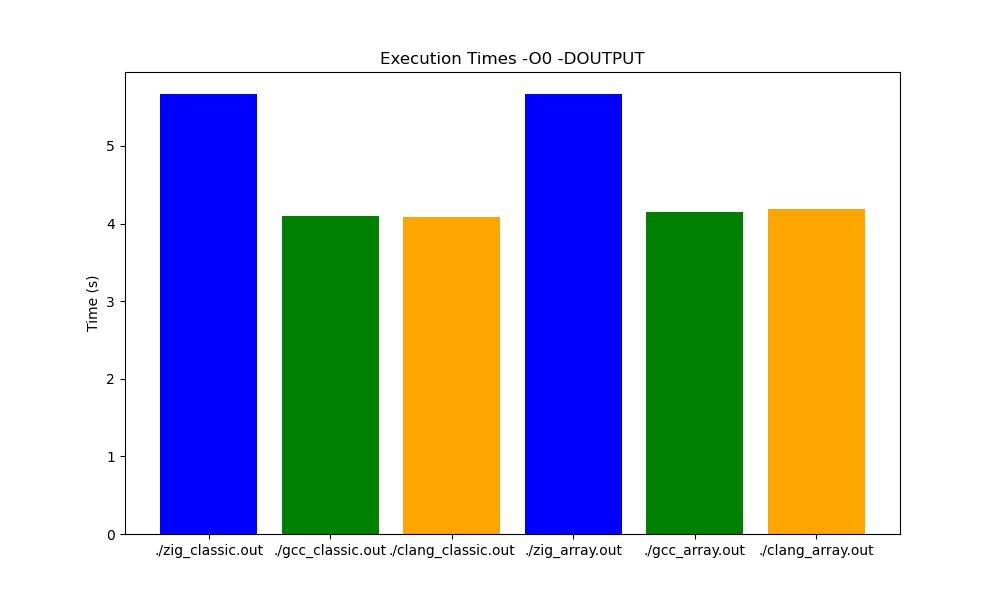 Execution Times -O0 -DOUTPUT
Time (s)
5
4
3
2
1
0
./zig_classic.out ./gcc_classic.out ./clang_classic.out ./zig_array.out ./gcc_array.out ./clang_array.out